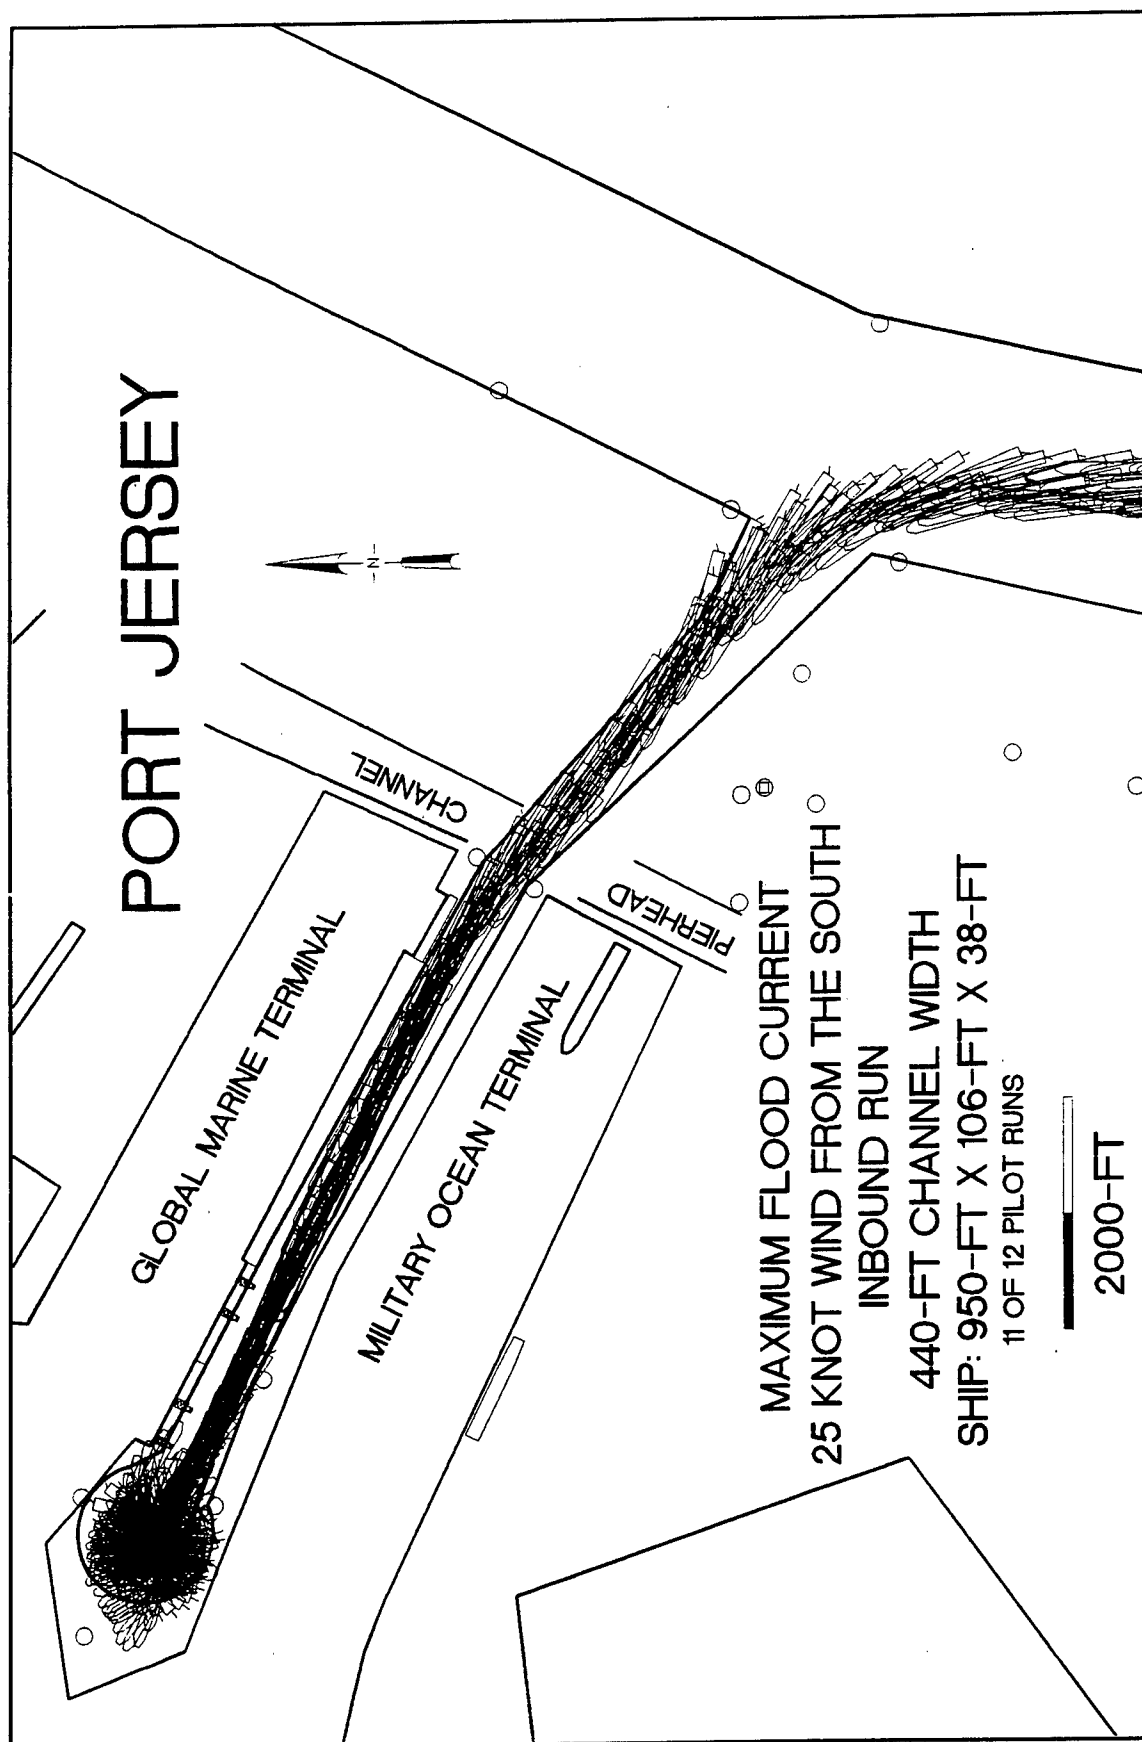 PORT JERSEY
N
CHANNEL
GLOBAL MARINE TERMINAL
PIERHEAD
MILITARY OCEAN TERMINAL
MAXIMUM FLOOD CURRENT
25 KNOT WIND FROM THE SOUTH
INBOUND RUN
440-FT CHANNEL WIDTH
SHIP: 950-FT X 106-FT X 38-FT
11 OF 12 PILOT RUNS
2000-FT